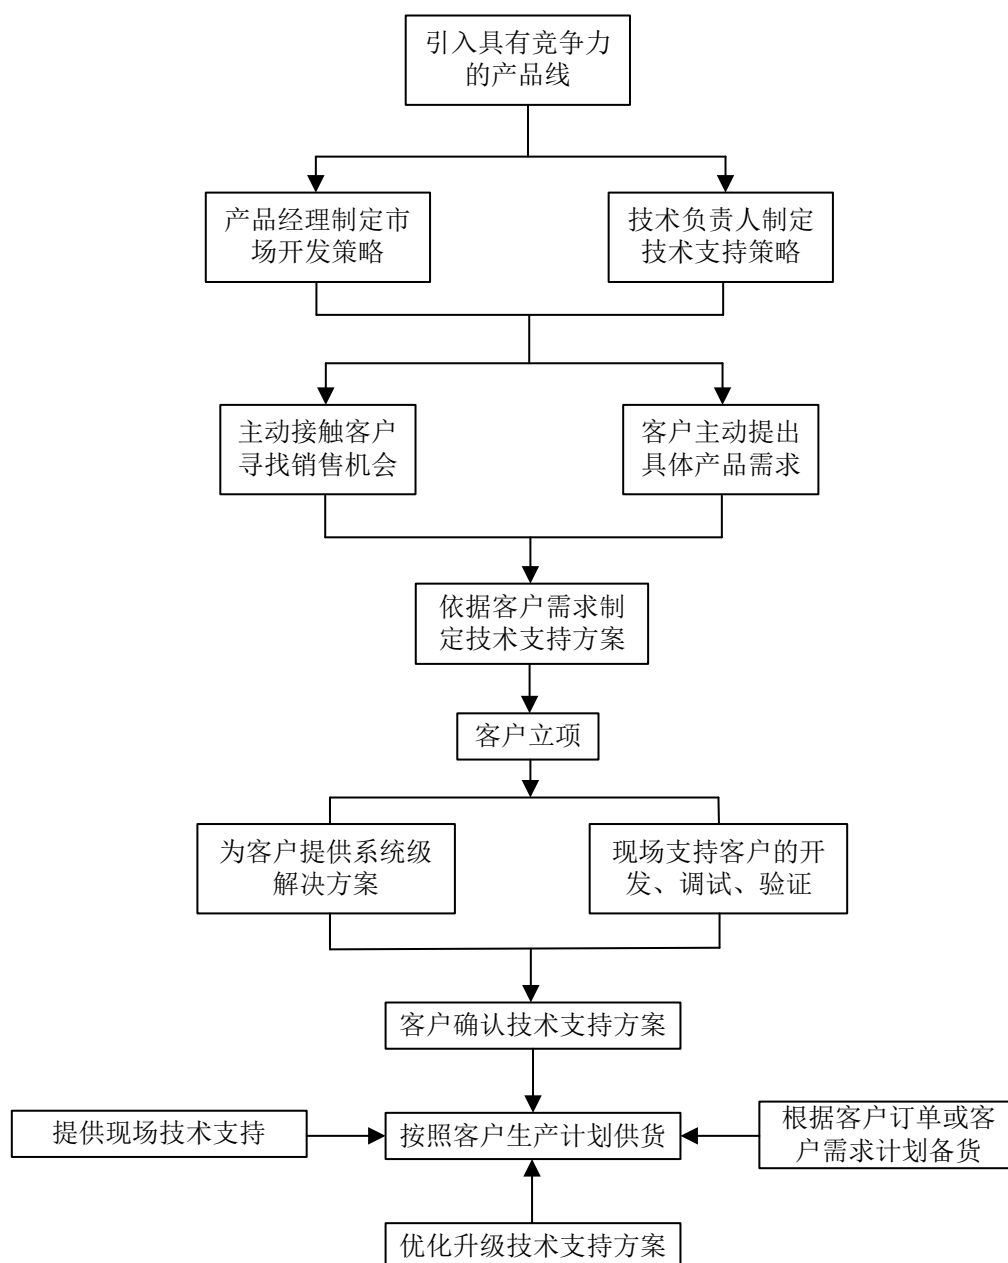 引入具有竞争力
的产品线
产品经理制定市
场开发策略
技术负责人制定
技术支持策略
主动接触客户
寻找销售机会
客户主动提出
具体产品需求
依据客户需求制
定技术支持方案
客户立项
为客户提供系统级
解决方案
现场支持客户的开
发、调试、验证
客户确认技术支持方案
提供现场技术支持
按照客户生产计划供货
根据客户订单或客
户需求计划备货
优化升级技术支持方案